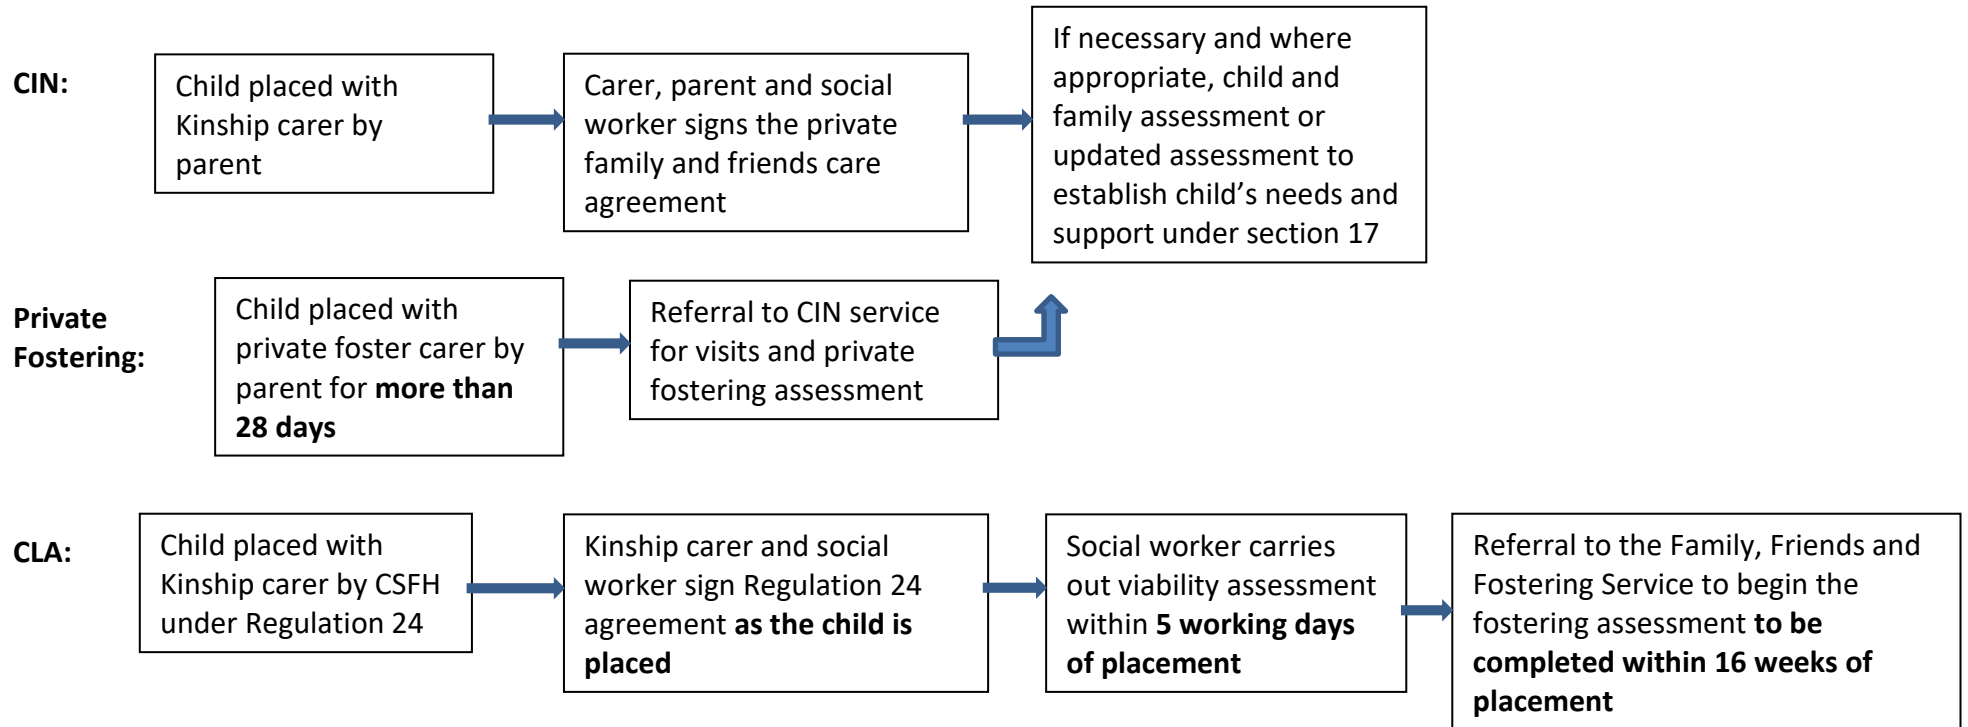 CIN:
Child placed with
Kinship carer by
parent
Carer, parent and social
worker signs the private
family and friends care
agreement
If necessary and where
appropriate, child and
family assessment or
updated assessment to
establish child’s needs and
support under section 17
Private
Fostering:
Child placed with
private foster carer by
parent for more than
28 days
Referral to CIN service
for visits and private
fostering assessment
CLA:
Child placed with
Kinship carer by CSFH
under Regulation 24
Kinship carer and social
worker sign Regulation 24
agreement as the child is
placed
Social worker carries
out viability assessment
within 5 working days
of placement
Referral to the Family, Friends and
Fostering Service to begin the
fostering assessment to be
completed within 16 weeks of
placement